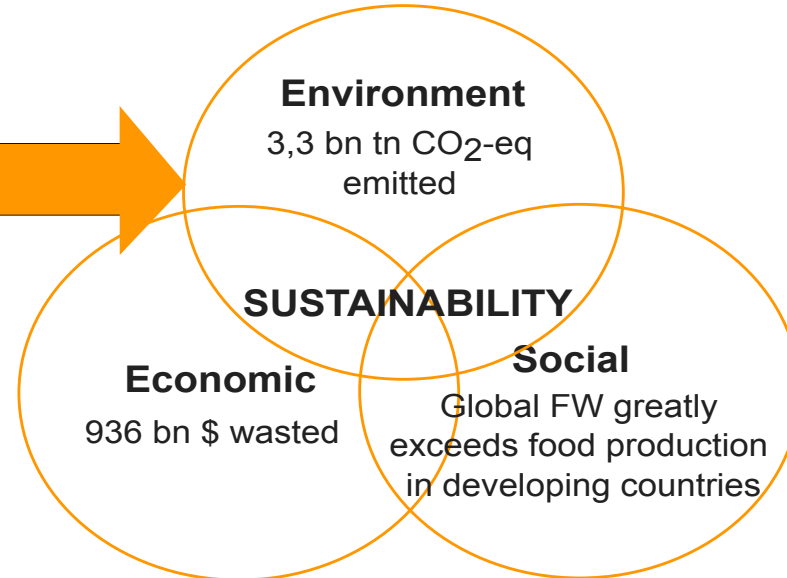 Environment
3,3 bn tn CO2-eq
emitted
SUSTAINABILITY
Economic
936 bn $ wasted
Social
Global FW greatly
exceeds food production
in developing countries